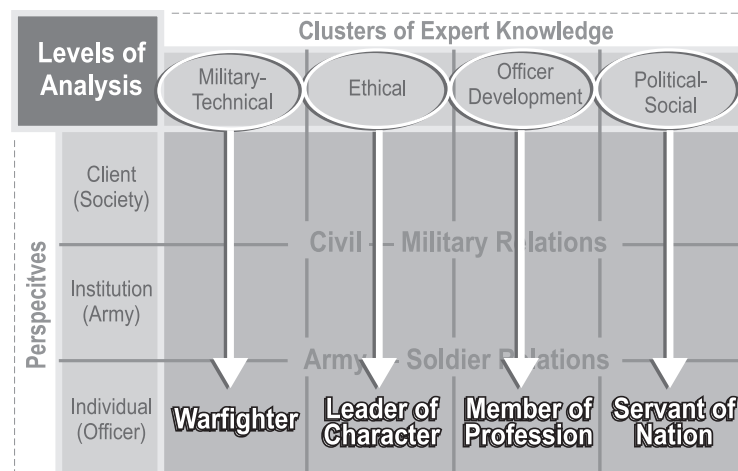 Clusters of Expert Knowledge
Levels of
Analysis
Military-
Technical
Ethical
Officer
Development
Political-
Social
Perspecitves
Client
(Society)
Civil — Military Relations
Institution
(Army)
Army — Soldier Relations
Individual
(Officer)
Warfighter
Leader of
Character
Member of
Profession
Servant of
Nation